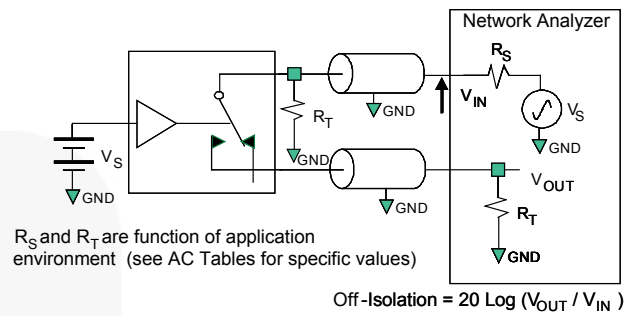 Network Analyzer
R_S
GND
V_IN
R_T
V_S
GND
V_S
GND
V_OUT
GND
R_T
GND
R_S and R_T are function of application
environment (see AC Tables for specific values)
GND
Off-Isolation = 20 Log (V_OUT / V_IN )